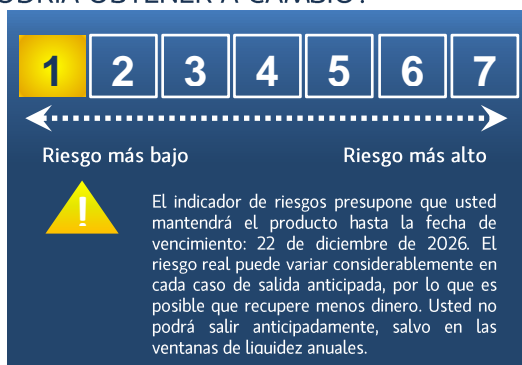 ODRÍA OBTENER A CAMBIO?
1 2 3 4 5 6 7
Riesgo más bajo Riesgo más alto
!
El indicador de riesgos presupone que usted
mantendrá el producto hasta la fecha de
vencimiento: 22 de diciembre de 2026. El
riesgo real puede variar considerablemente en
cada caso de salida anticipada, por lo que es
posible que recupere menos dinero. Usted no
podrá salir anticipadamente, salvo en las
ventanas de liquidez anuales.